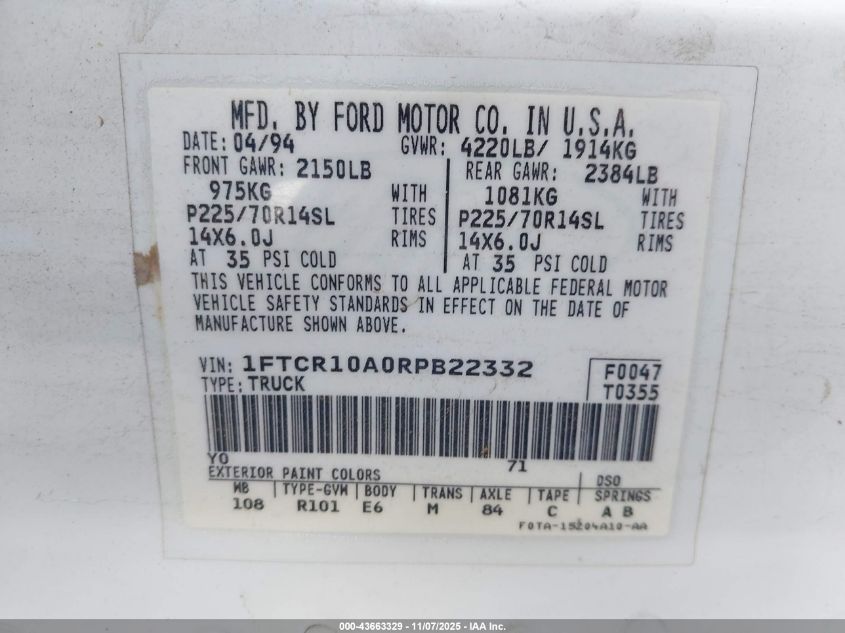 MFD. BY FORD MOTOR CO. IN U.S.A.
DATE: 04/94 GVWR: 4220LB/ 1914KG
FRONT GAWR: 2150LB REAR GAWR: 2384LB
975KG WITH 1081KG WITH
P225/70R14SL TIRES P225/70R14SL TIRES
14X6.0J RIMS 14X6.0J RIMS
AT 35 PSI COLD AT 35 PSI COLD
THIS VEHICLE CONFORMS TO ALL APPLICABLE FEDERAL MOTOR
VEHICLE SAFETY STANDARDS IN EFFECT ON THE DATE OF
MANUFACTURE SHOWN ABOVE.
VIN: 1FTCR10A0RPB22332 F0047
TYPE: TRUCK T0355
YO 71
EXTERIOR PAINT COLORS DSO
WB TYPE-GVW BODY TRANS AXLE TAPE SPRINGS
108 R101 E6 M 84 C A B
F0TA-15204A10-AA
000-43663329 - 11/07/2025 - IAA Inc.